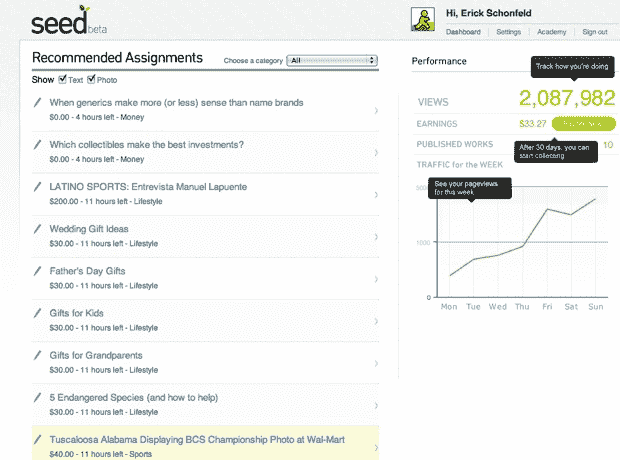 seed beta
Hi, Erick Schonfeld
Dashboard | Settings | Academy | Sign out
Recommended Assignments
Choose a category
All
Show Text Photo
When generics make more (or less) sense than name brands
$0.00 - 4 hours left - Money
Which collectibles make the best investments?
$0.00 - 4 hours left - Money
LATINO SPORTS: Entrevista Manuel Lapuente
$200.00 - 11 hours left - Lifestyle
Wedding Gift Ideas
$30.00 - 11 hours left - Lifestyle
Father's Day Gifts
$30.00 - 11 hours left - Lifestyle
Gifts for Kids
$30.00 - 11 hours left - Lifestyle
Gifts for Grandparents
$30.00 - 11 hours left - Lifestyle
5 Endangered Species (and how to help)
$30.00 - 11 hours left - Lifestyle
Tuscaloosa Alabama Displaying BCS Championship Photo at Wal-Mart
$40.00 - 11 hours left - Sports
Performance
Track how you're doing
VIEWS 2,087,982
EARNINGS $33.27
PUBLISHED WORKS 10
After 30 days, you can
start collecting
TRAFFIC for the WEEK
See your pageviews
for the week
1000
0
Mon Tue Wed Thu Fri Sat Sun